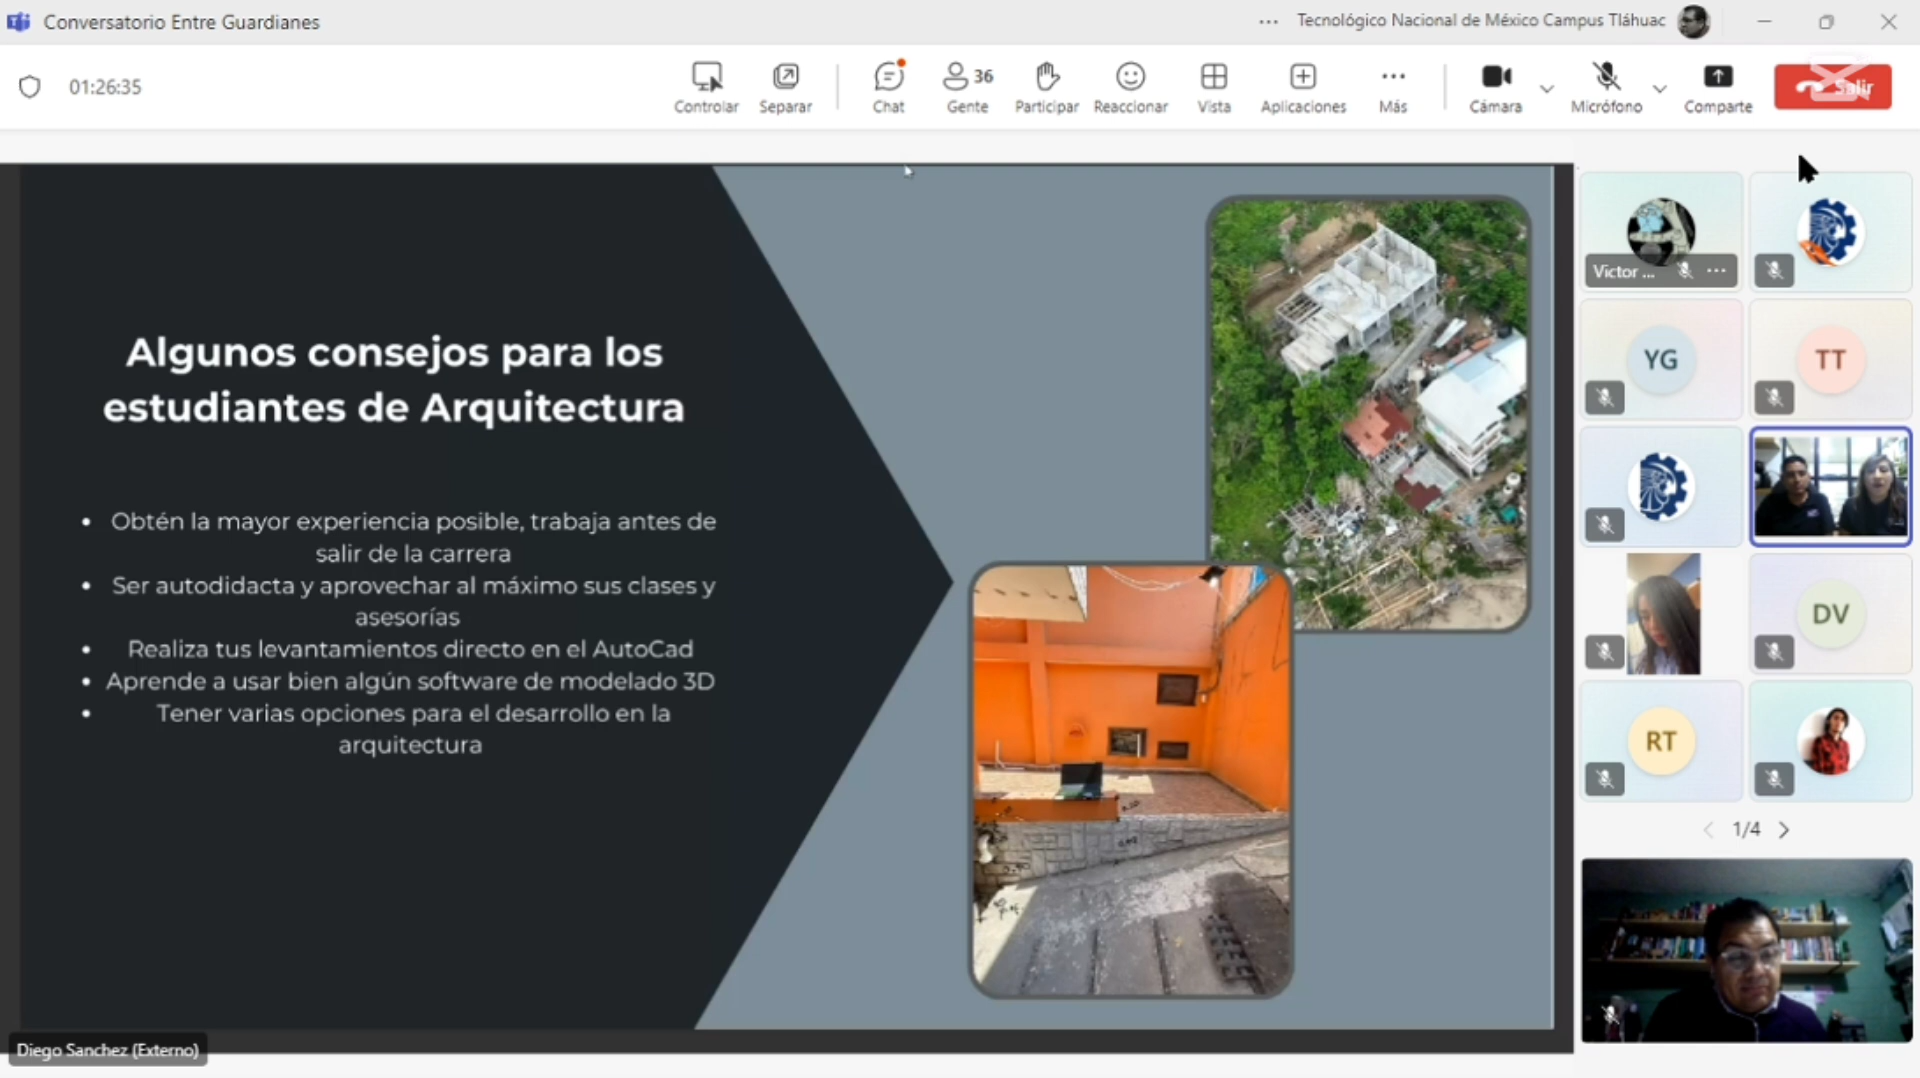 Conversatorio Entre Guardianes
Tecnológico Nacional de México Campus Tláhuac
01:26:35
Controlar
Separar
Chat
36
Gente
Participar
Reaccionar
Vista
Aplicaciones
Más
Cámara
Micrófono
Comparte
Salir
Algunos consejos para los
estudiantes de Arquitectura
• Obtén la mayor experiencia posible, trabaja antes de
salir de la carrera
• Ser autodidacta y aprovechar al máximo sus clases y
asesorías
• Realiza tus levantamientos directo en el AutoCad
• Aprende a usar bien algún software de modelado 3D
• Tener varias opciones para el desarrollo en la
arquitectura
Victor ...
YG
TT
DV
RT
1/4
Diego Sanchez (Externo)